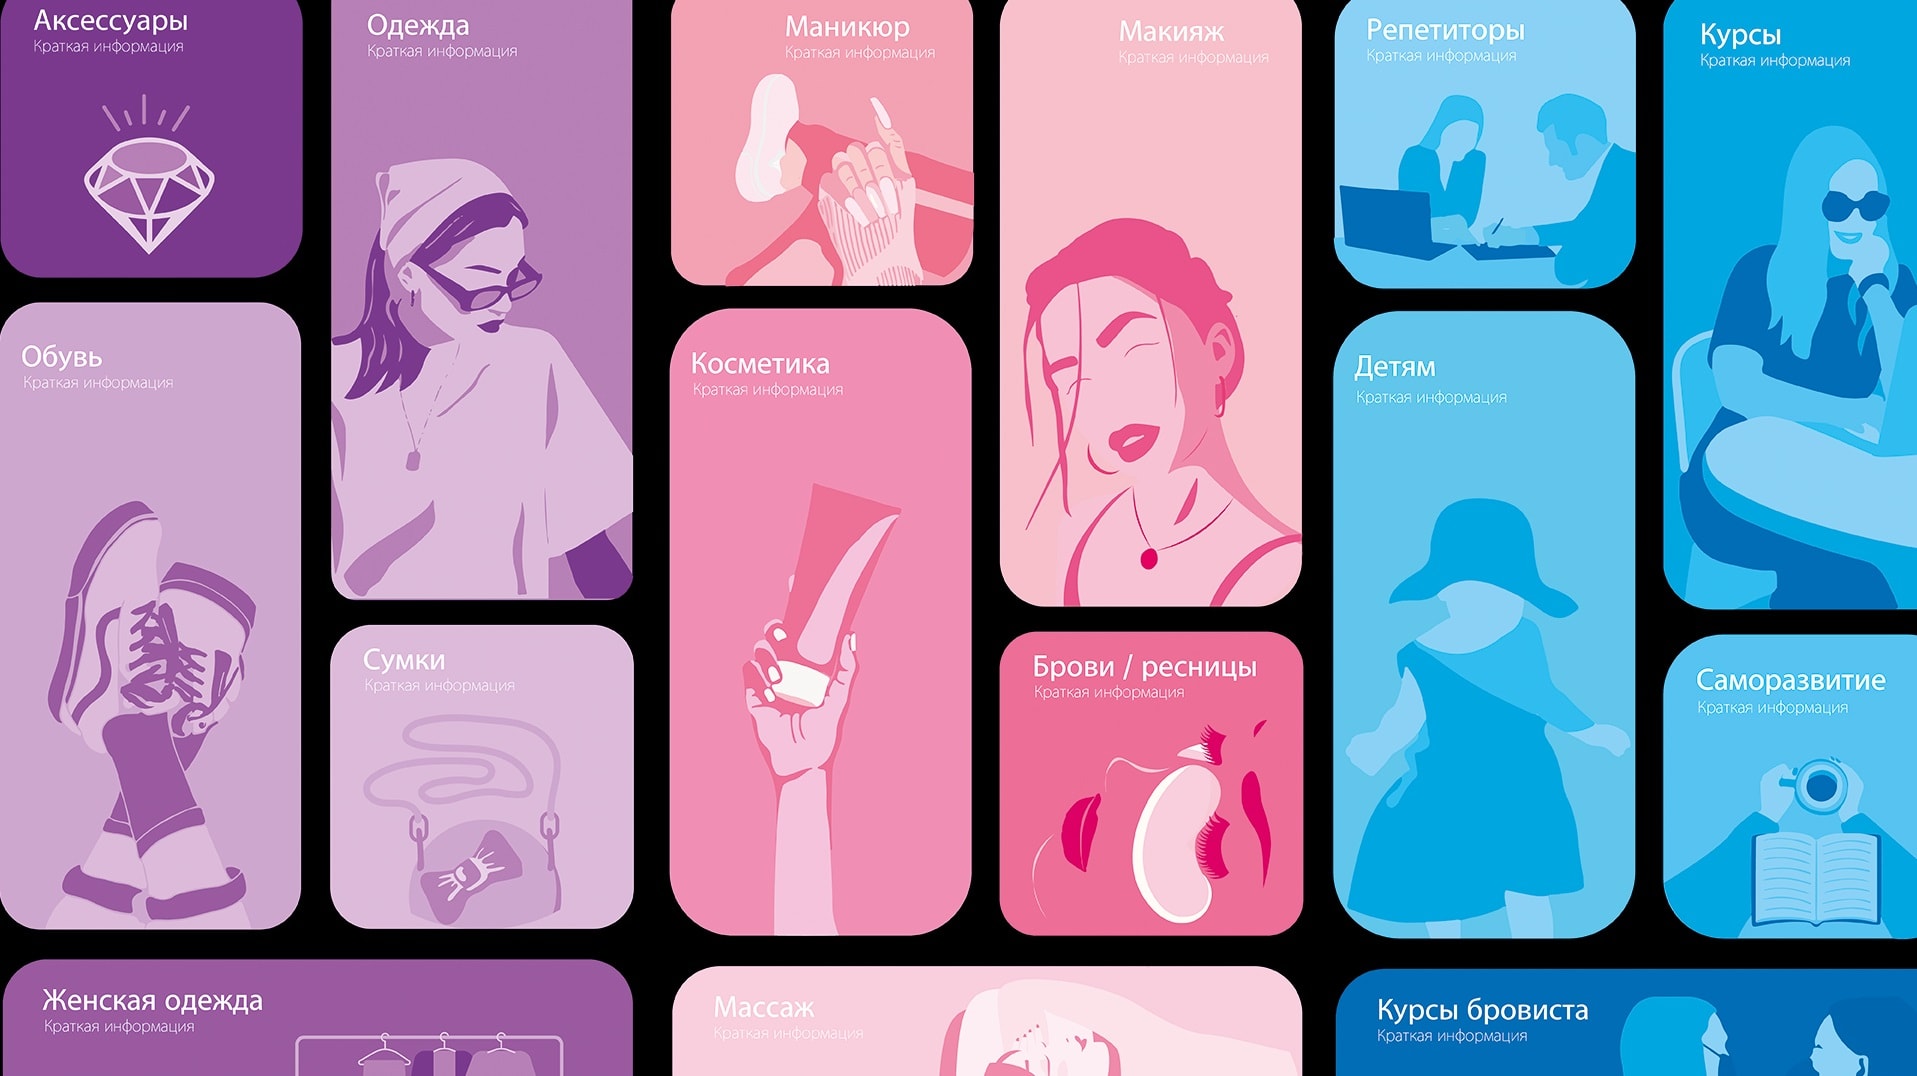 Аксессуары
Краткая информация
Одежда
Краткая информация
Маникюр
Краткая информация
Макияж
Краткая информация
Репетиторы
Краткая информация
Курсы
Краткая информация
Обувь
Краткая информация
Косметика
Краткая информация
Детям
Краткая информация
Сумки
Краткая информация
Брови / ресницы
Краткая информация
Саморазвитие
Краткая информация
Женская одежда
Краткая информация
Массаж
Краткая информация
Курсы бровиста
Краткая информация